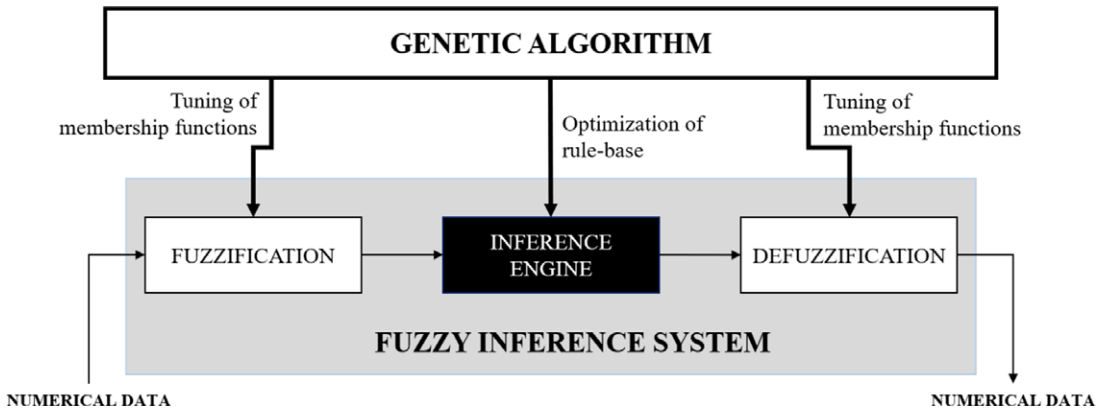 GENETIC ALGORITHM
Tuning of
membership functions
Optimization of
rule-base
Tuning of
membership functions
FUZZIFICATION
INFERENCE
ENGINE
DEFUZZIFICATION
FUZZY INFERENCE SYSTEM
NUMERICAL DATA
NUMERICAL DATA